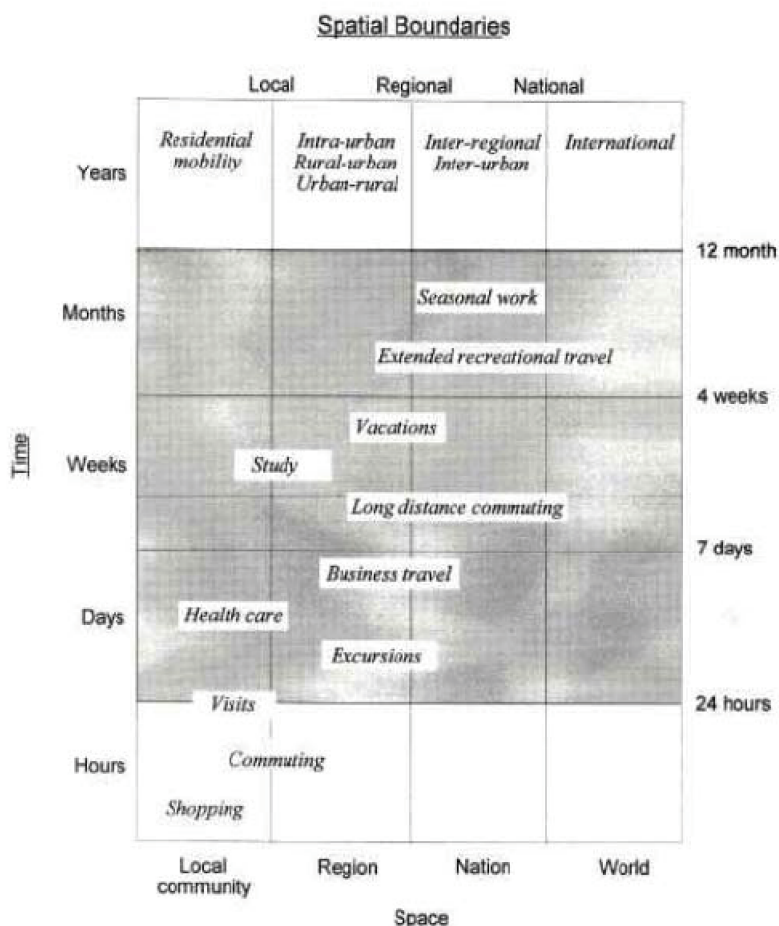 Spatial Boundaries
Local Regional National
Residential mobility
Intra-urban
Rural-urban
Urban-rural
Inter-regional
Inter-urban
International
Years
12 month
Months
Seasonal work
Extended recreational travel
4 weeks
Vacations
Time
Weeks
Study
Long distance commuting
7 days
Business travel
Days
Health care
Excursions
Visits
24 hours
Commuting
Hours
Shopping
Local community
Region
Nation
World
Space